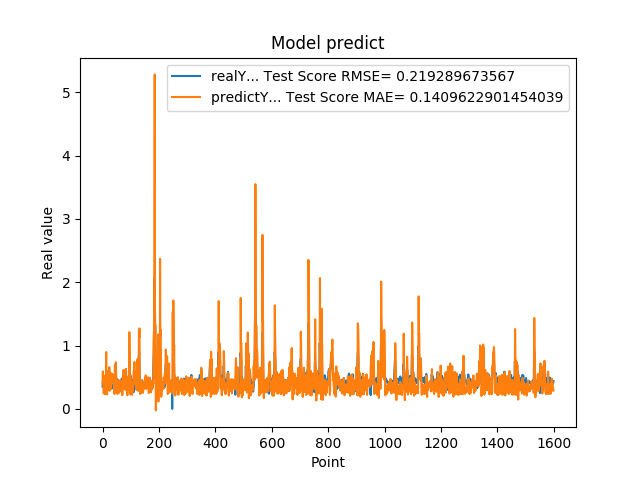 Model predict
realY... Test Score RMSE= 0.219289673567
predictY... Test Score MAE= 0.1409622901454039
5
4
3
2
1
0
Real value
0 200 400 600 800 1000 1200 1400 1600
Point